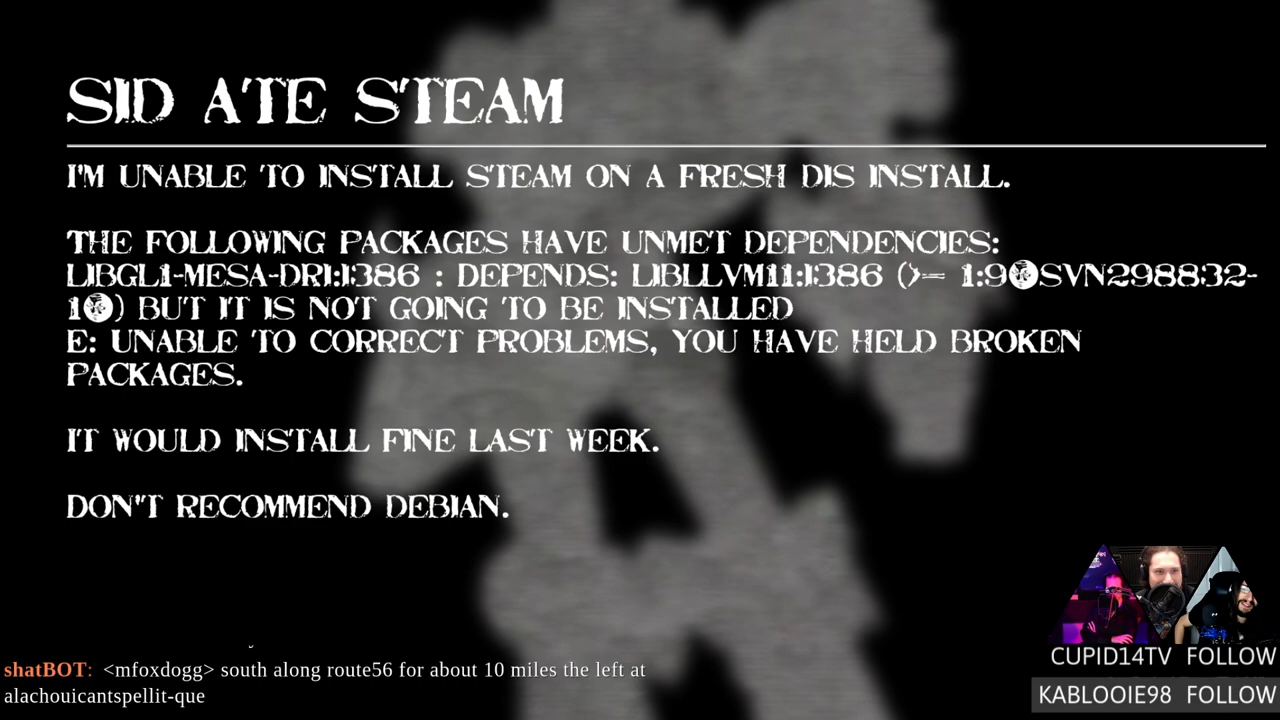 SID ATE STEAM
I'M UNABLE TO INSTALL STEAM ON A FRESH DIS INSTALL.
THE FOLLOWING PACKAGES HAVE UNMET DEPENDENCIES:
LIBGL1-MESA-DRI:I386 : DEPENDS: LIBLLVM11:I386 (>= 1:9SVN298832-
1) BUT IT IS NOT GOING TO BE INSTALLED
E: UNABLE TO CORRECT PROBLEMS, YOU HAVE HELD BROKEN
PACKAGES.
IT WOULD INSTALL FINE LAST WEEK.
DON'T RECOMMEND DEBIAN.
shatBOT: <mfoxdogg> south along route56 for about 10 miles the left at
alachouicantspellit-que
CUPID14TV FOLLOW
KABLOOIE98 FOLLOW